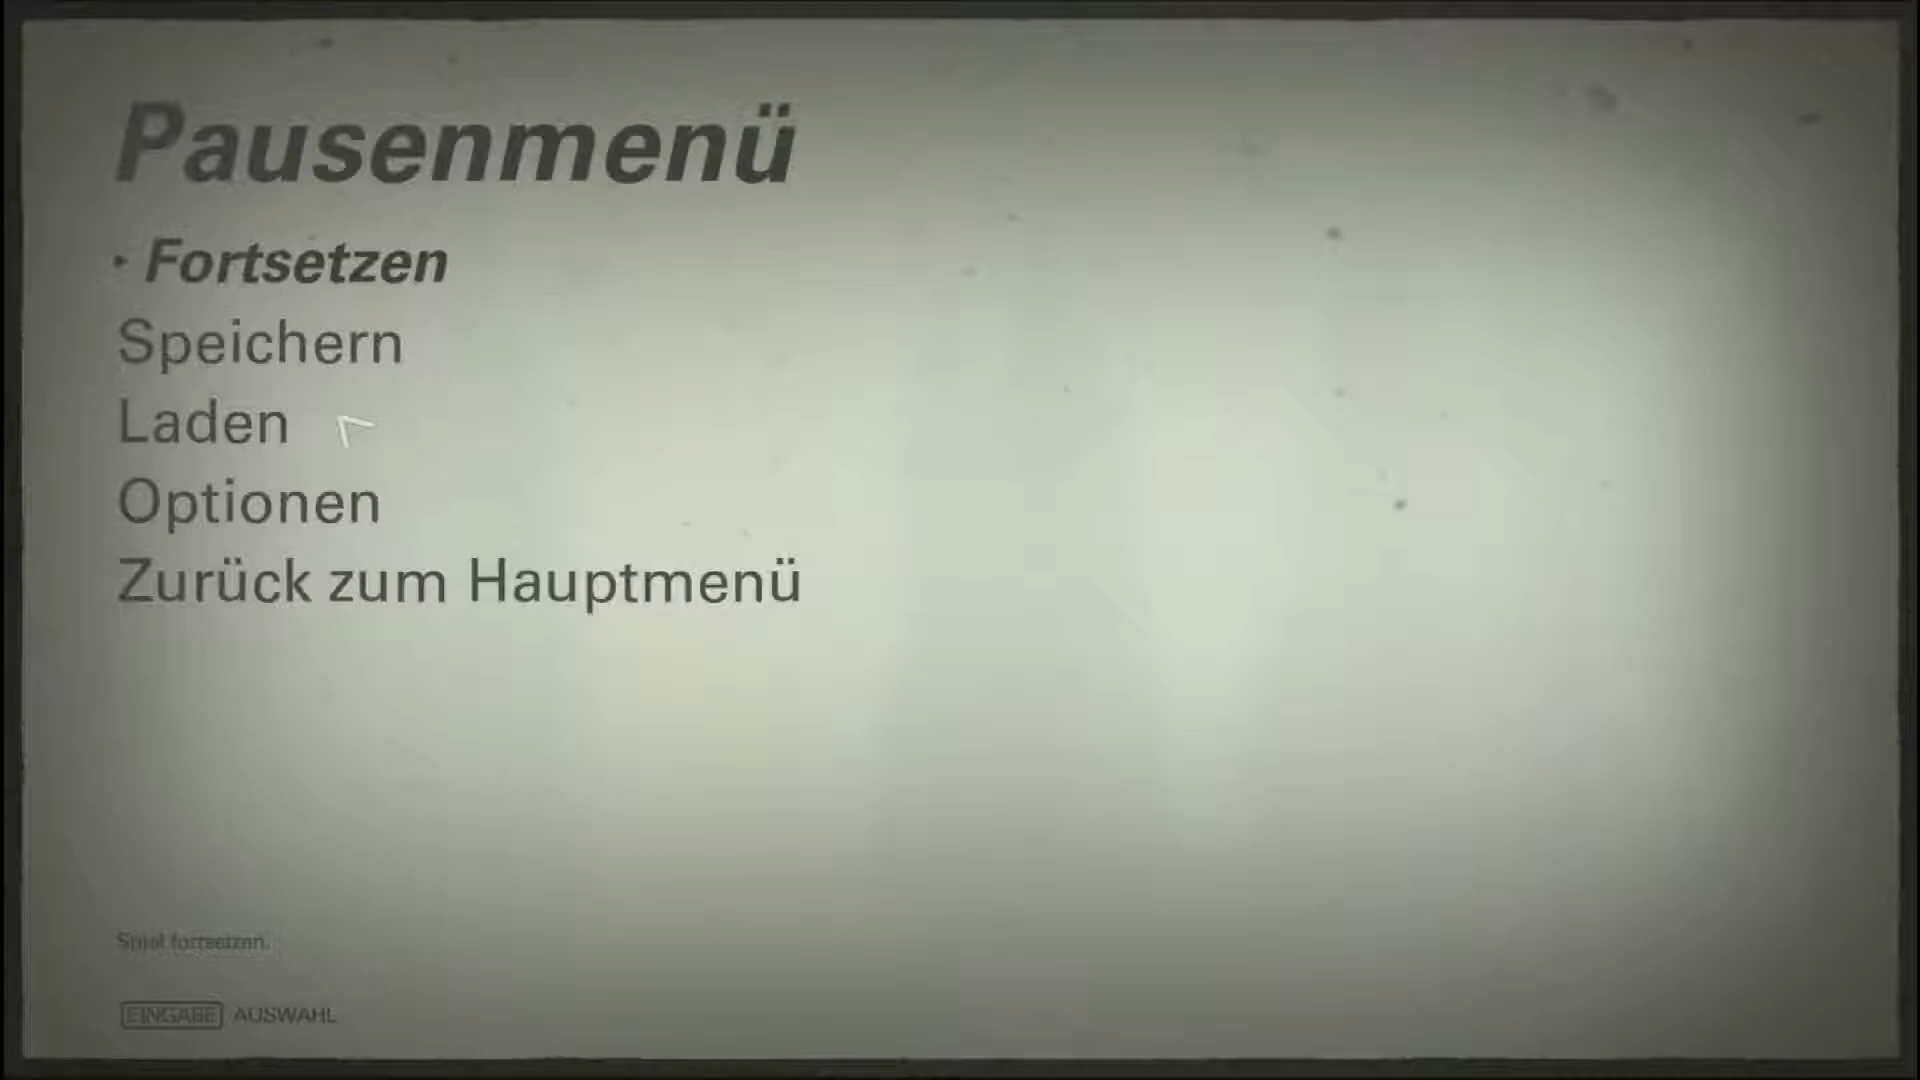 Pausenmenü
Fortsetzen
Speichern
Laden
Optionen
Zurück zum Hauptmenü
Spiel fortsetzen.
EINGABE AUSWAHL